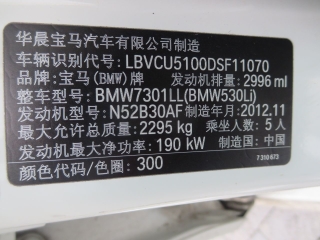 华晨宝马汽车有限公司制造
车辆识别代号: LBVCU5100DSF11070
品牌: 宝马(BMW)牌 发动机排量: 2996 ml
整车型号: BMW7301LL(BMW530Li)
发动机型号: N52B30AF 制造年月: 2012.11
最大允许总质量: 2295 kg 乘坐人数: 5人
发动机最大净功率: 190 kW 制造国: 中国
颜色代码/色圈: 300 7 310 673